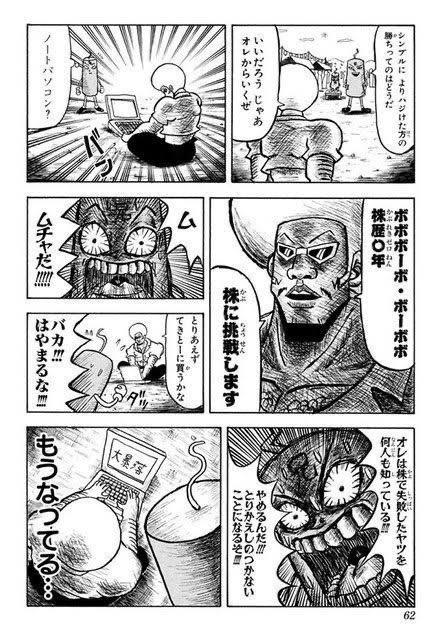 シンプルに よりハジけた方の
勝ちってのはどうだ
いいだろう じゃあ
オレからいくぜ
ノートパソコン？
バン
ボボボーボ・ボーボボ
株歴〇年
株に挑戦します
ム
ムチャだ!!!!!
とりあえず
てきとーに買うかな
バカ!!!
はやまるな!!!!
オレは株で失敗したヤツを
何人も知っている!!!
やめるんだ!!!
とりかえしのつかない
ことになるぞ!!!
大暴落
もうなってる…
62